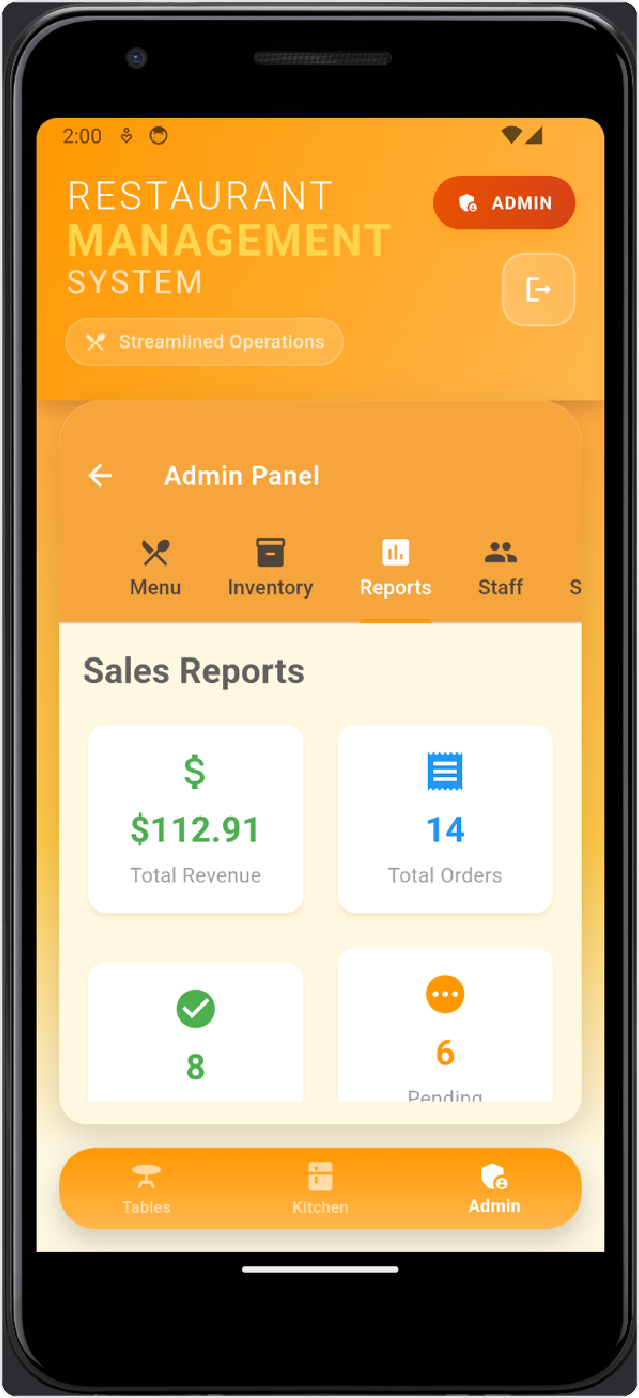 2:00
RESTAURANT
MANAGEMENT
SYSTEM
ADMIN
Streamlined Operations
Admin Panel
Menu Inventory Reports Staff S
Sales Reports
$
$112.91
Total Revenue
14
Total Orders
8
6
Pending
Tables Kitchen Admin